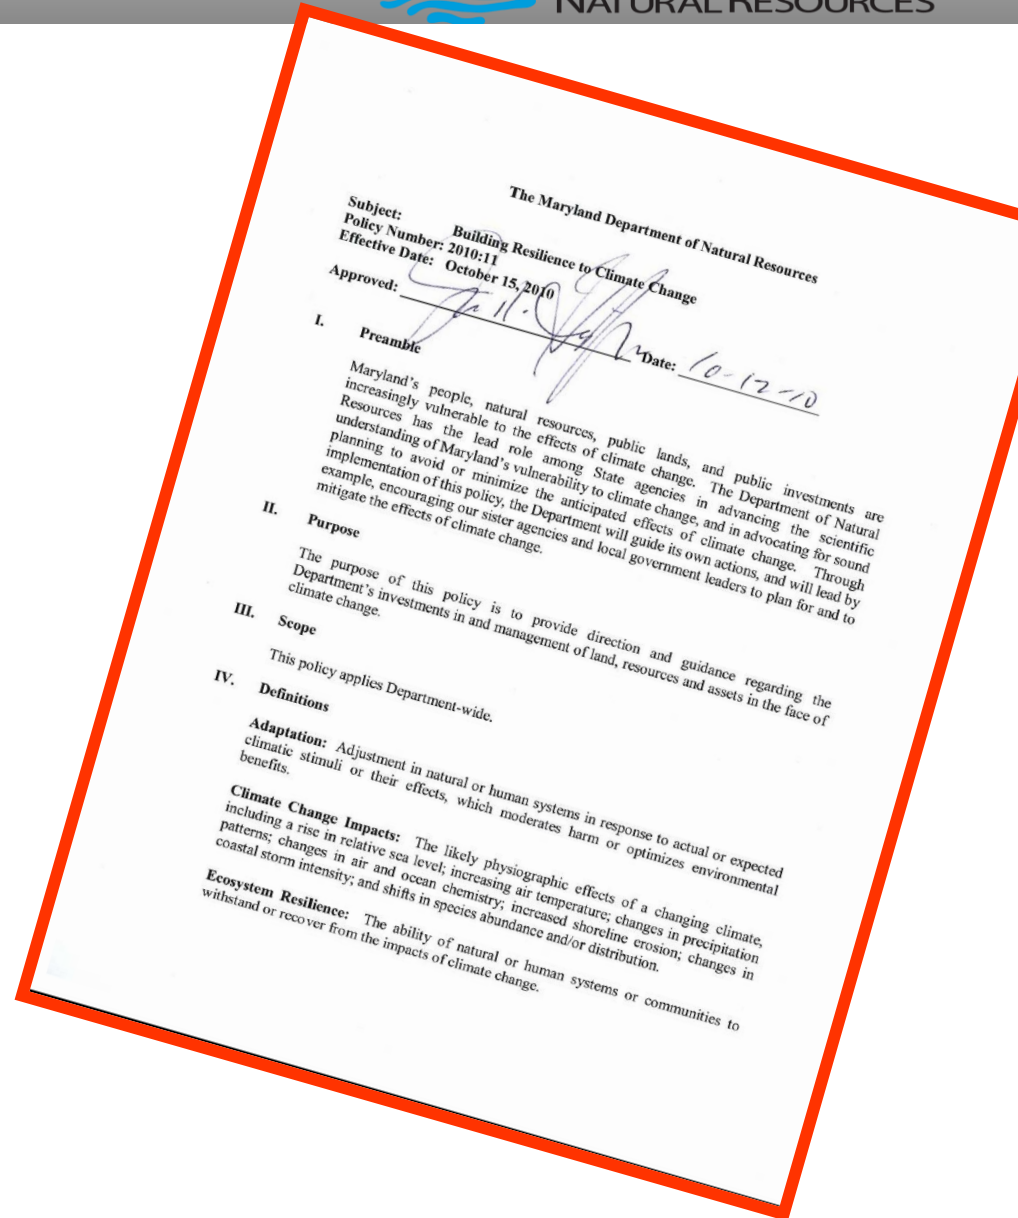 NATURAL RESOURCES
The Maryland Department of Natural Resources
Subject: Building Resilience to Climate Change
Policy Number: 2010:11
Effective Date: October 15, 2010
Approved: Date: 10-12-10
I. Preamble
Maryland's people, natural resources, public lands, and public investments are
increasingly vulnerable to the effects of climate change. The Department of Natural
Resources has the lead role among State agencies in advancing the scientific
understanding of Maryland's vulnerability to climate change, and in advocating for sound
planning to avoid or minimize the anticipated effects of climate change. Through
implementation of this policy, the Department will guide its own actions, and will lead by
example, encouraging our sister agencies and local government leaders to plan for and to
mitigate the effects of climate change.
II. Purpose
The purpose of this policy is to provide direction and guidance regarding the
Department's investments in and management of land, resources and assets in the face of
climate change.
III. Scope
This policy applies Department-wide.
IV. Definitions
Adaptation: Adjustment in natural or human systems in response to actual or expected
climatic stimuli or their effects, which moderates harm or optimizes environmental
benefits.
Climate Change Impacts: The likely physiographic effects of a changing climate,
including a rise in relative sea level; increasing air temperature; changes in precipitation
patterns; changes in air and ocean chemistry; increased shoreline erosion; changes in
coastal storm intensity; and shifts in species abundance and/or distribution.
Ecosystem Resilience: The ability of natural or human systems or communities to
withstand or recover from the impacts of climate change.